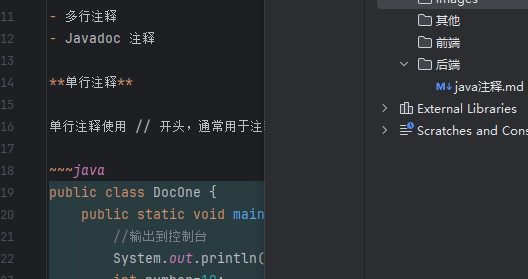 11 - 多行注释
12 - Javadoc 注释
13
14 **单行注释**
15
16 单行注释使用 // 开头，通常用于注
17
18 ~~~java
19 public class DocOne {
20 public static void main
21 //输出到控制台
22 System.out.println(
images
其他
前端
后端
java注释.md
External Libraries
Scratches and Cons